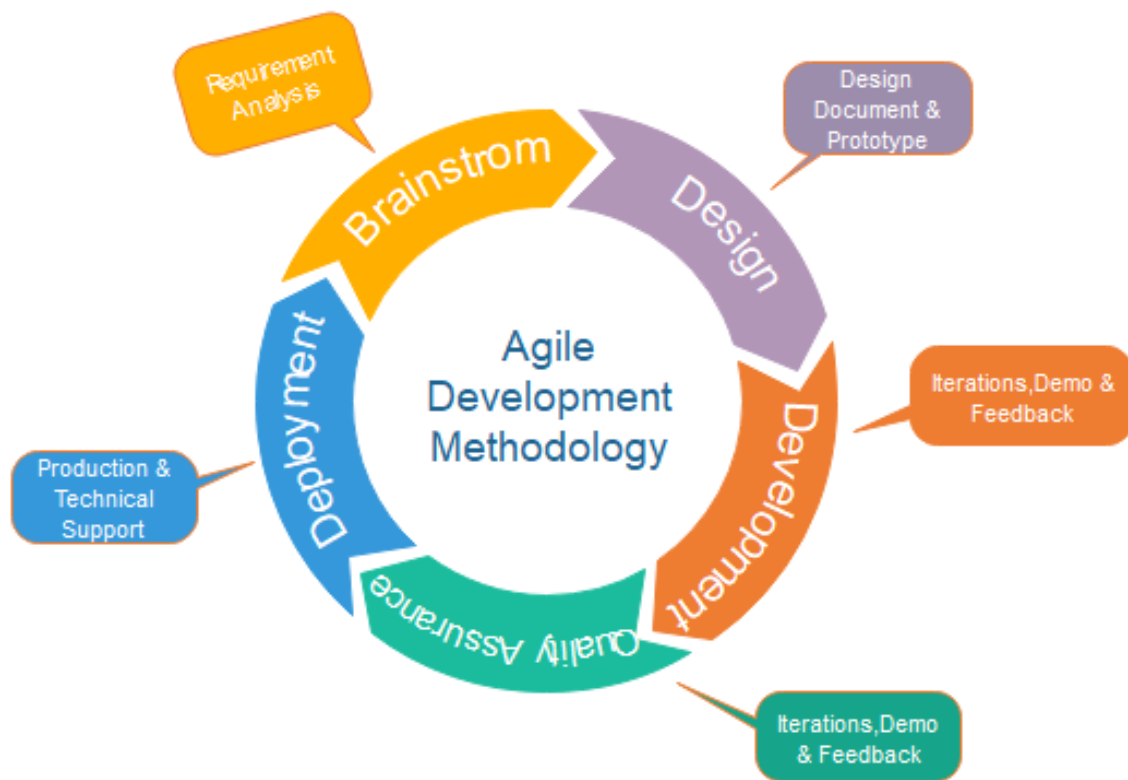 Requirement
Analysis
Brainstrom
Design
Document &
Prototype
Design
Agile
Development
Methodology
Iterations,Demo &
Feedback
Development
Production &
Technical
Support
Deployment
Quality Assurance
Iterations,Demo
& Feedback